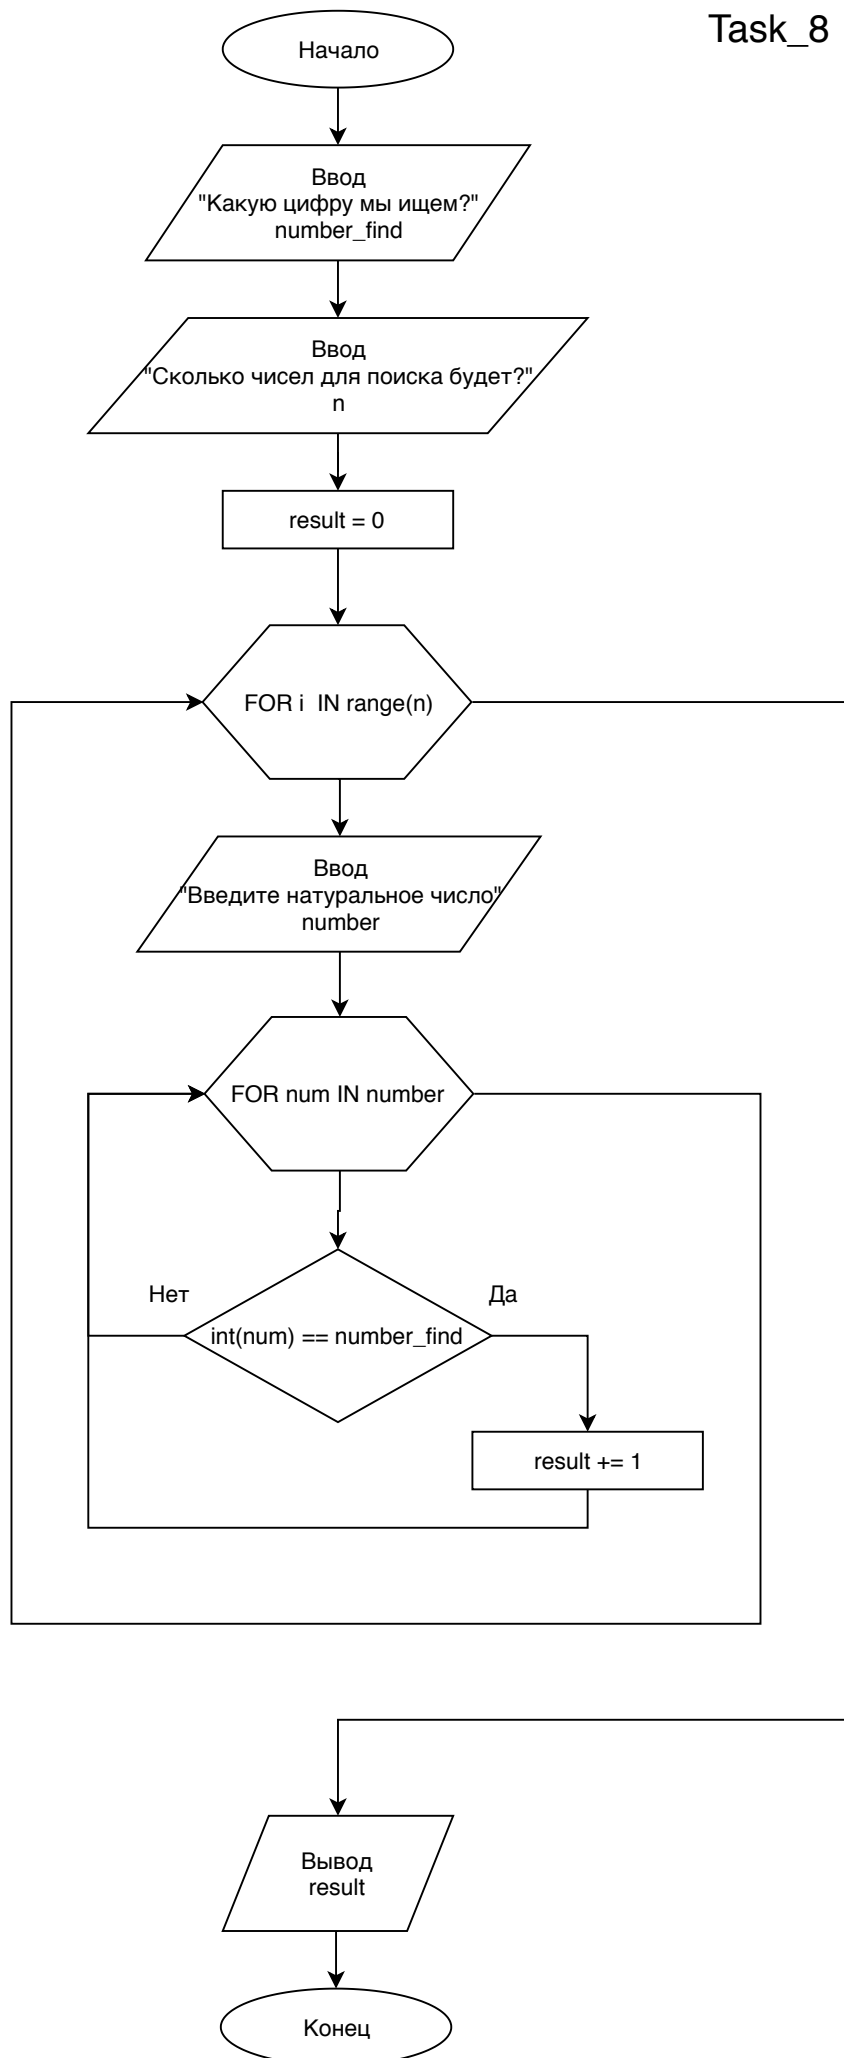 Task_8
Начало
Ввод
"Какую цифру мы ищем?"
number_find
Ввод
"Сколько чисел для поиска будет?"
n
result = 0
FOR i  IN range(n)
Ввод
"Введите натуральное число"
number
FOR num IN number
Нет
Да
int(num) == number_find
result += 1
Вывод
result
Конец